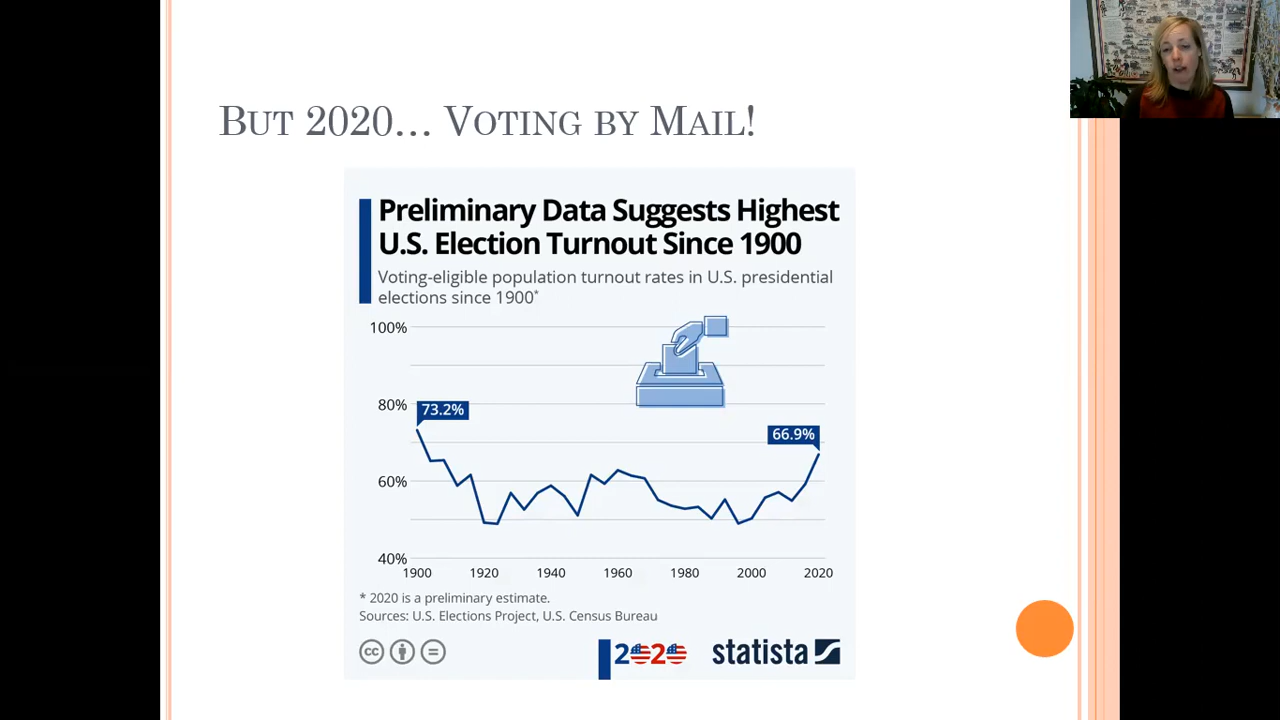 BUT 2020... VOTING BY MAIL!
Preliminary Data Suggests Highest
U.S. Election Turnout Since 1900
Voting-eligible population turnout rates in U.S. presidential
elections since 1900*
100%
80%
73.2%
66.9%
60%
40%
1900 1920 1940 1960 1980 2000 2020
* 2020 is a preliminary estimate.
Sources: U.S. Elections Project, U.S. Census Bureau
cc
2020
statista